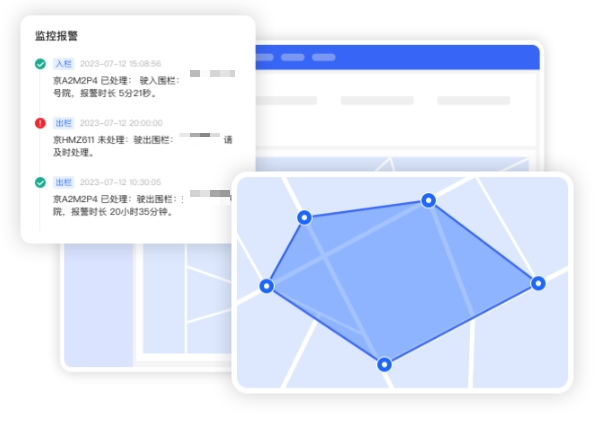 监控报警
入栏 2023-07-12 15:08:56
京A2M2P4 已处理：驶入围栏：
号院，报警时长 5分21秒。
出栏 2023-07-12 20:00:00
京HMZ611 未处理：驶出围栏： 请
及时处理。
出栏 2023-07-12 10:30:05
京A2M2P4 已处理：驶出围栏：
院，报警时长 20小时35分钟。